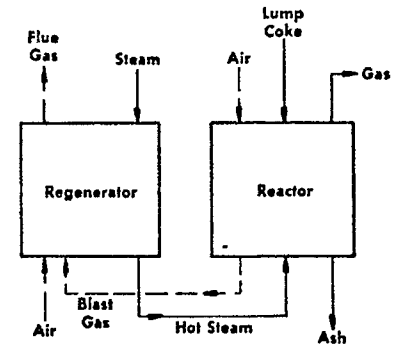 Flue
Gas
Steam
Air
Lump
Coke
Gas
Regenerator
Reactor
Air
Blast
Gas
Hot Steam
Ash